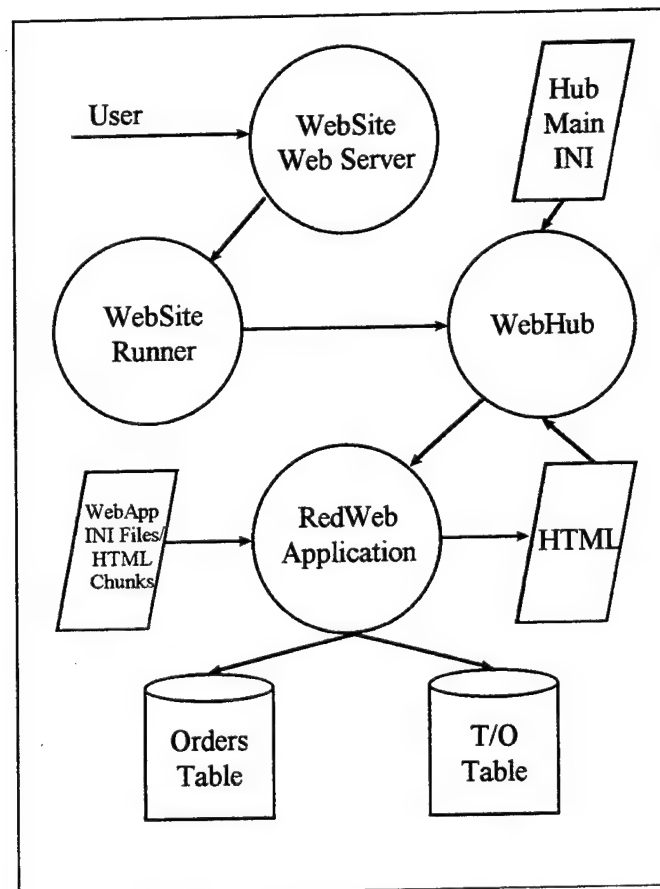 User
WebSite
Web Server
Hub
Main
INI
WebSite
Runner
WebHub
WebApp
INI Files/
HTML
Chunks
RedWeb
Application
HTML
Orders
Table
T/O
Table